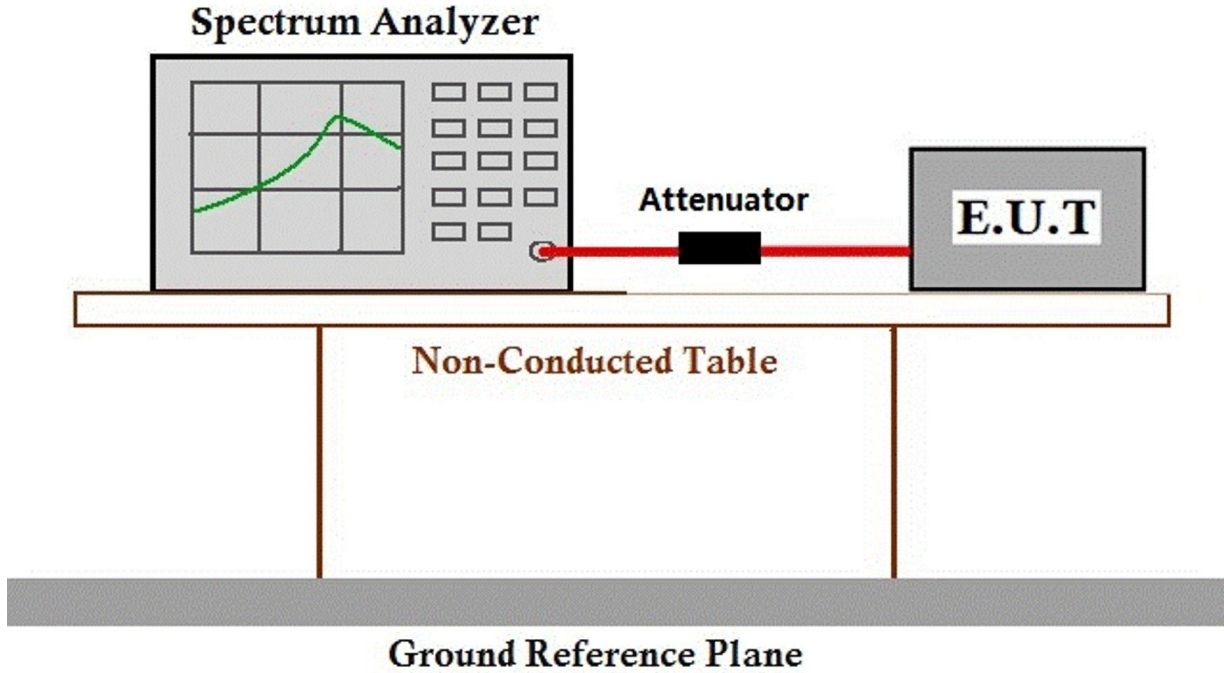 Spectrum Analyzer
Attenuator
E.U.T
Non-Conducted Table
Ground Reference Plane